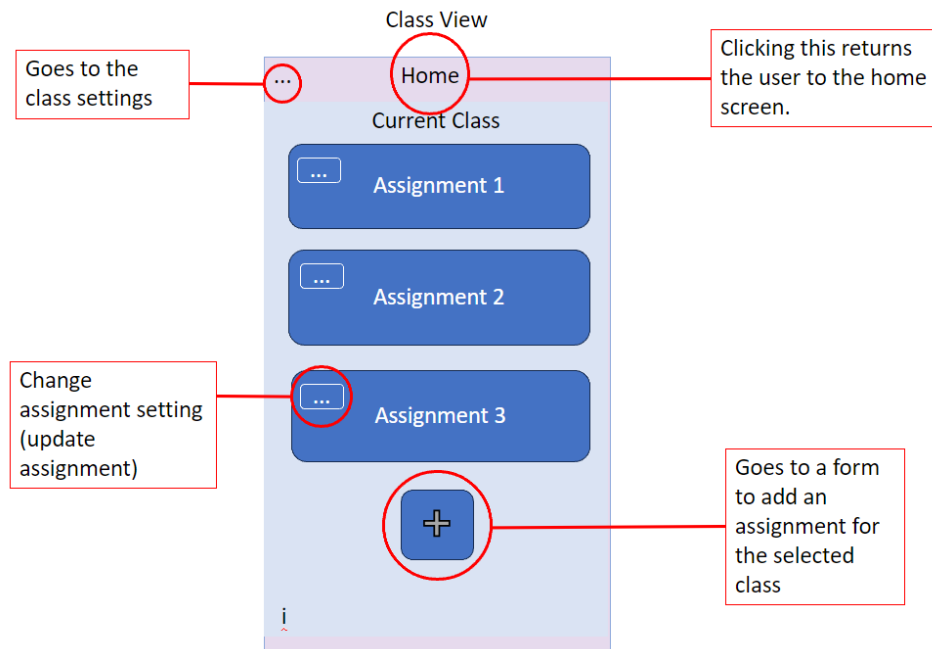 Class View
Goes to the
class settings
...
Home
Clicking this returns
the user to the home
screen.
Current Class
...
Assignment 1
...
Assignment 2
Change
assignment setting
(update
assignment)
...
Assignment 3
Goes to a form
to add an
assignment for
the selected
class
i